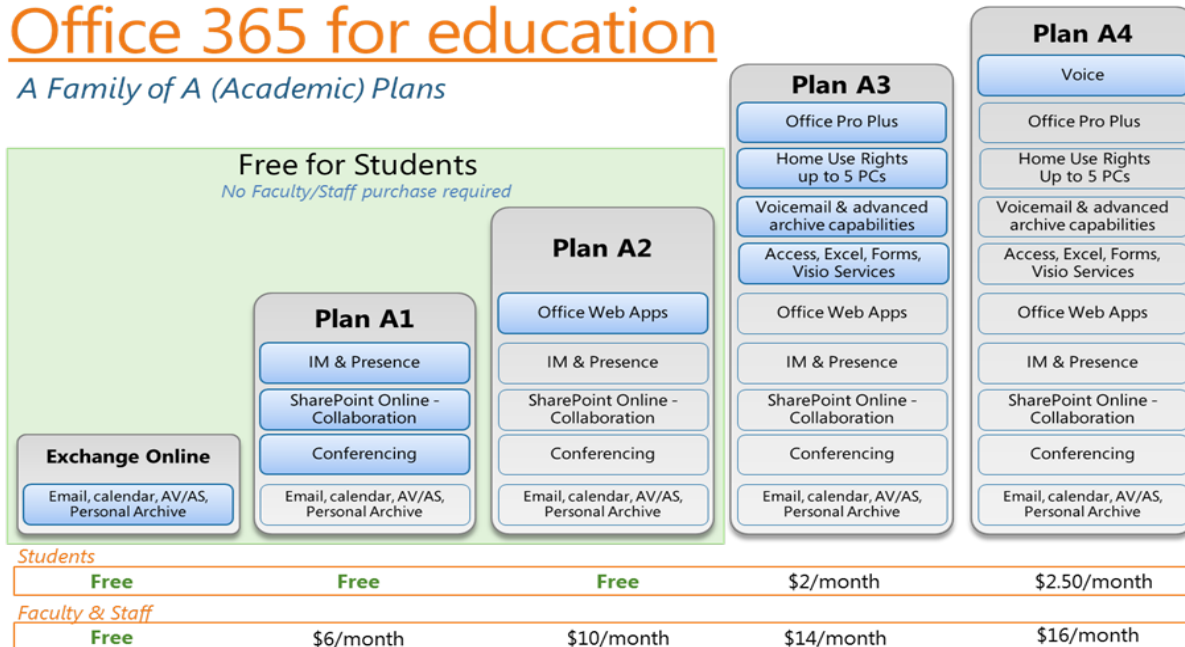 Office 365 for education
A Family of A (Academic) Plans
Free for Students
No Faculty/Staff purchase required
Exchange Online
Email, calendar, AV/AS,
Personal Archive
Plan A1
IM & Presence
SharePoint Online -
Collaboration
Conferencing
Email, calendar, AV/AS,
Personal Archive
Plan A2
Office Web Apps
IM & Presence
SharePoint Online -
Collaboration
Conferencing
Email, calendar, AV/AS,
Personal Archive
Plan A3
Office Pro Plus
Home Use Rights
up to 5 PCs
Voicemail & advanced
archive capabilities
Access, Excel, Forms,
Visio Services
Office Web Apps
IM & Presence
SharePoint Online -
Collaboration
Conferencing
Email, calendar, AV/AS,
Personal Archive
Plan A4
Voice
Office Pro Plus
Home Use Rights
Up to 5 PCs
Voicemail & advanced
archive capabilities
Access, Excel, Forms,
Visio Services
Office Web Apps
IM & Presence
SharePoint Online -
Collaboration
Conferencing
Email, calendar, AV/AS,
Personal Archive
Students
Free Free Free $2/month $2.50/month
Faculty & Staff
Free $6/month $10/month $14/month $16/month